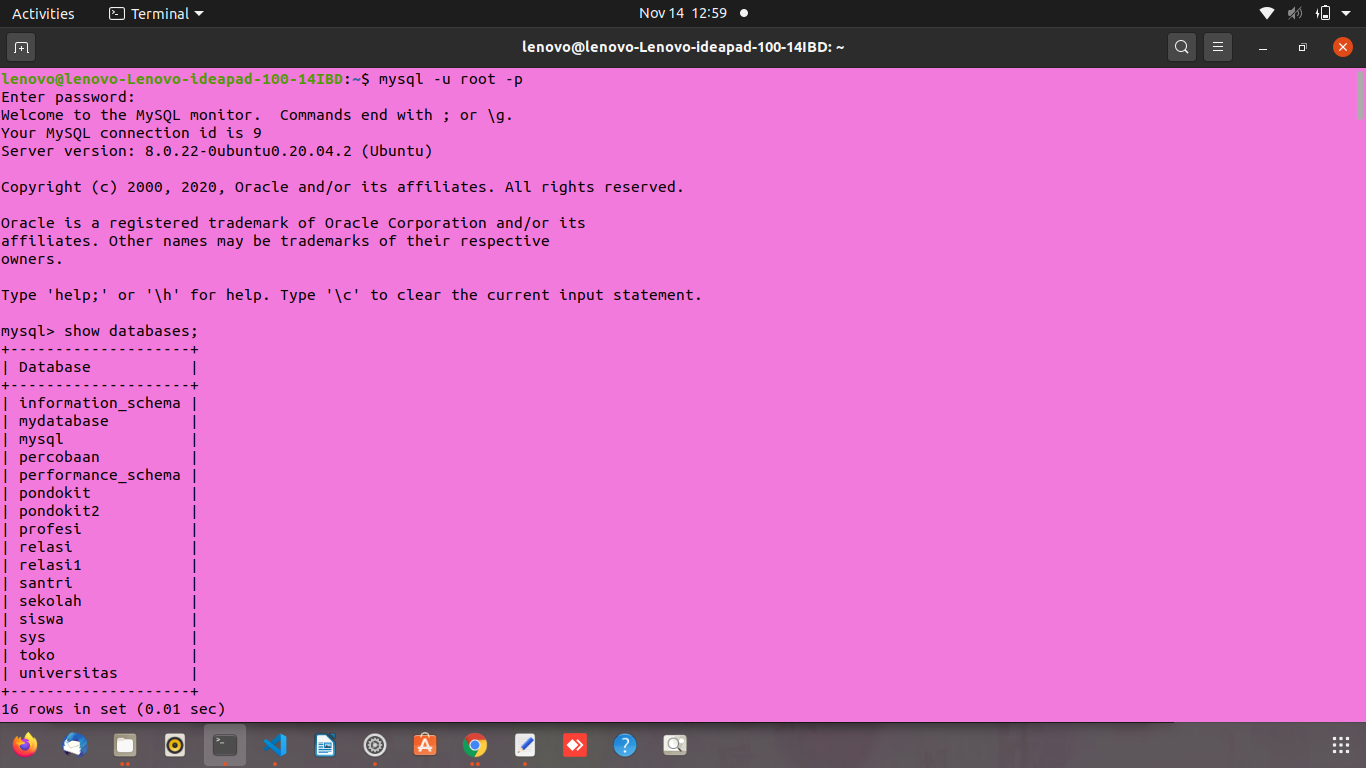 Activities
Terminal
Nov 14 12:59
lenovo@lenovo-Lenovo-ideapad-100-14IBD: ~
lenovo@lenovo-Lenovo-ideapad-100-14IBD:~$ mysql -u root -p
Enter password:
Welcome to the MySQL monitor.  Commands end with ; or \g.
Your MySQL connection id is 9
Server version: 8.0.22-0ubuntu0.20.04.2 (Ubuntu)
Copyright (c) 2000, 2020, Oracle and/or its affiliates. All rights reserved.
Oracle is a registered trademark of Oracle Corporation and/or its
affiliates. Other names may be trademarks of their respective
owners.
Type 'help;' or '\h' for help. Type '\c' to clear the current input statement.
mysql> show databases;
+--------------------+
| Database           |
+--------------------+
| information_schema |
| mydatabase         |
| mysql              |
| percobaan          |
| performance_schema |
| pondokit           |
| pondokit2          |
| profesi            |
| relasi             |
| relasi1            |
| santri             |
| sekolah            |
| siswa              |
| sys                |
| toko               |
| universitas        |
+--------------------+
16 rows in set (0.01 sec)